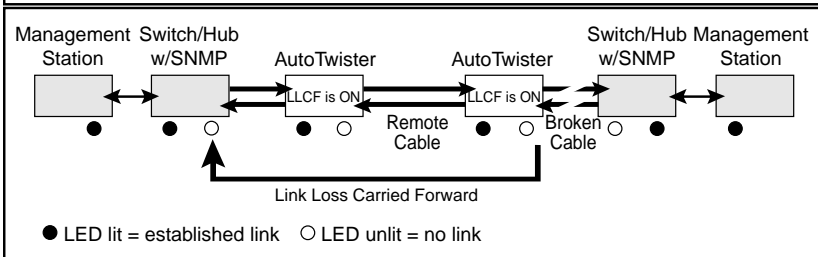 Management Station
Switch/Hub w/SNMP
AutoTwister
AutoTwister
Switch/Hub w/SNMP
Management Station
LLCF is ON
LLCF is ON
Remote Cable
Broken Cable
Link Loss Carried Forward
LED lit = established link
LED unlit = no link